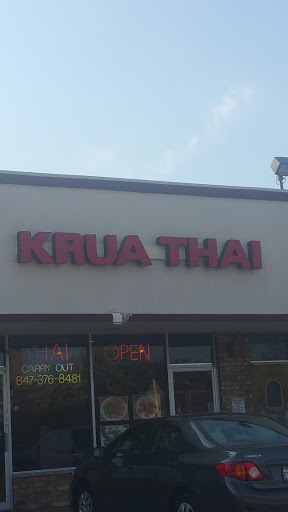 KRUA THAI
THAI OPEN
CARRY OUT
847-376-8481